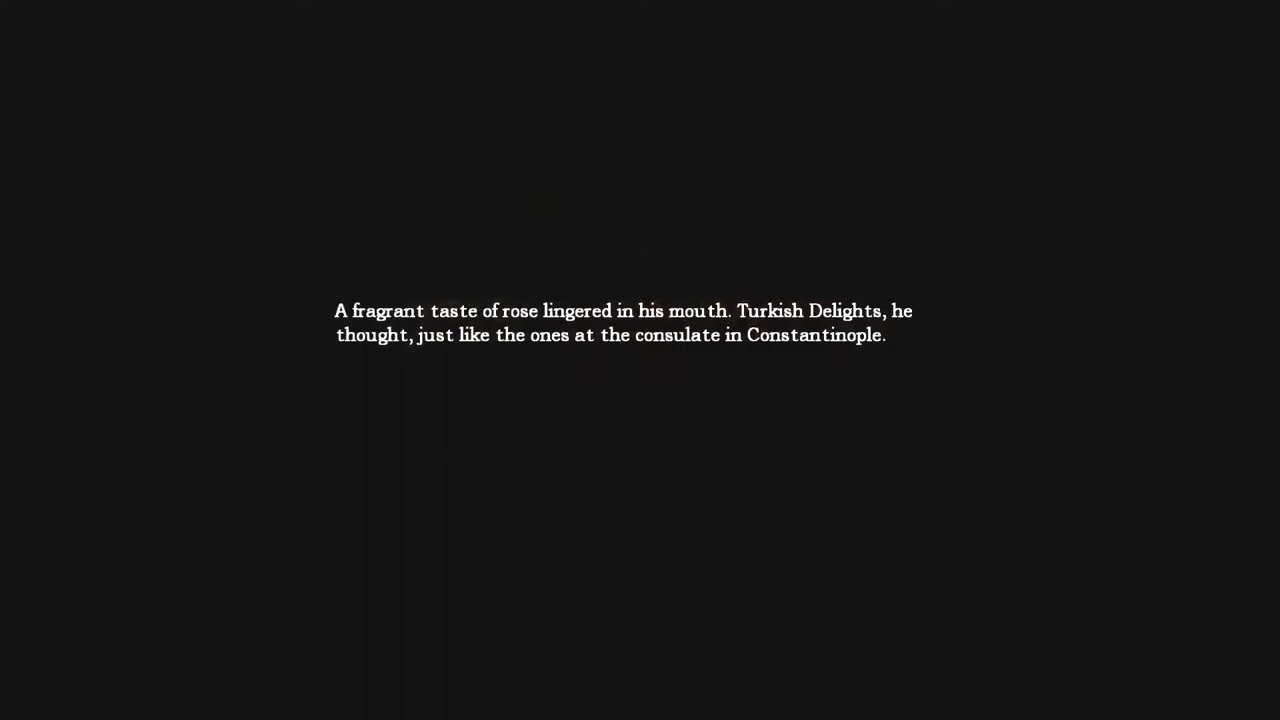 A fragrant taste of rose lingered in his mouth. Turkish Delights, he
thought, just like the ones at the consulate in Constantinople.